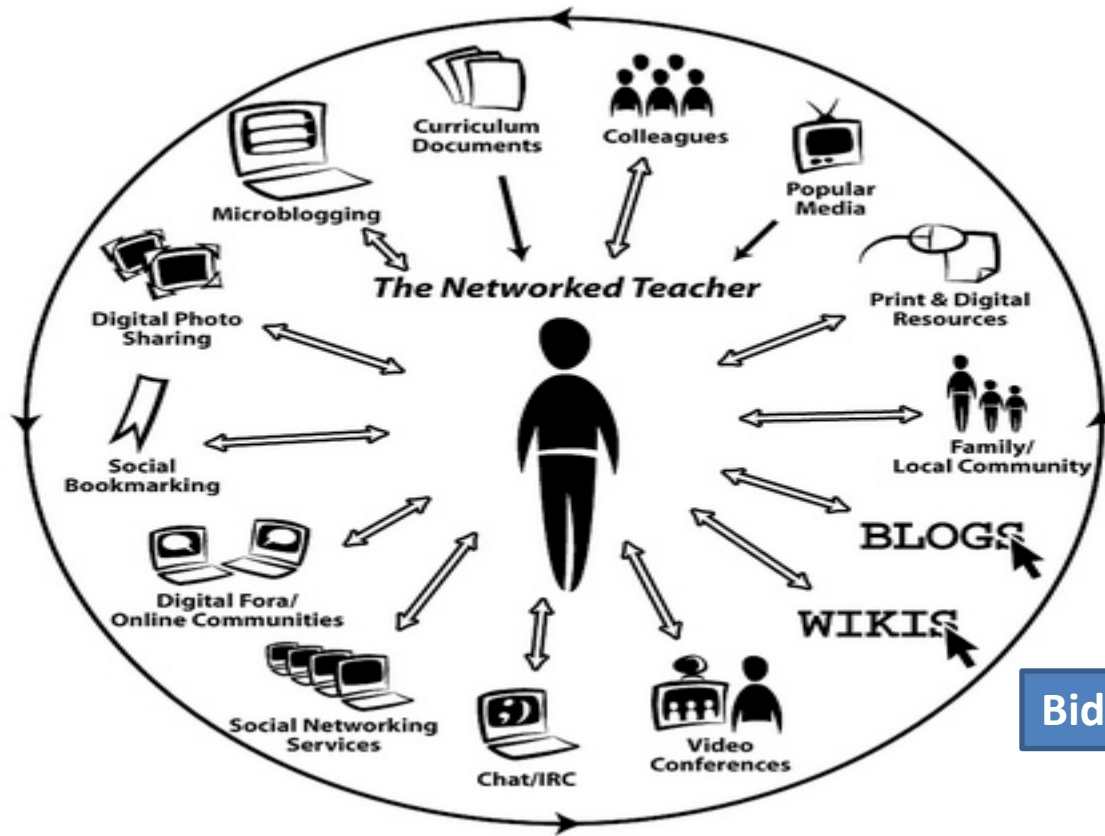 Curriculum
Documents
Colleagues
Popular
Media
Microblogging
The Networked Teacher
Print & Digital
Resources
Digital Photo
Sharing
Family/
Local Community
Social
Bookmarking
BLOGS
Digital Fora/
Online Communities
WIKIS
Social Networking
Services
Chat/IRC
Video
Conferences
Bid